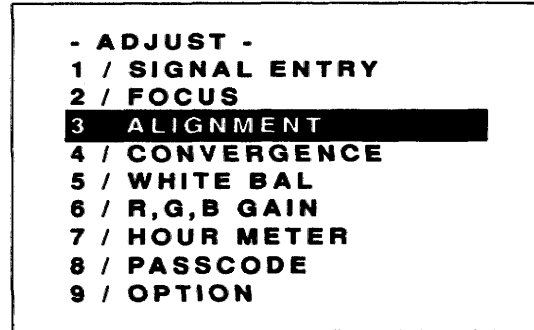 - ADJUST -
1 / SIGNAL ENTRY
2 / FOCUS
3 ALIGNMENT
4 / CONVERGENCE
5 / WHITE BAL
6 / R,G,B GAIN
7 / HOUR METER
8 / PASSCODE
9 / OPTION